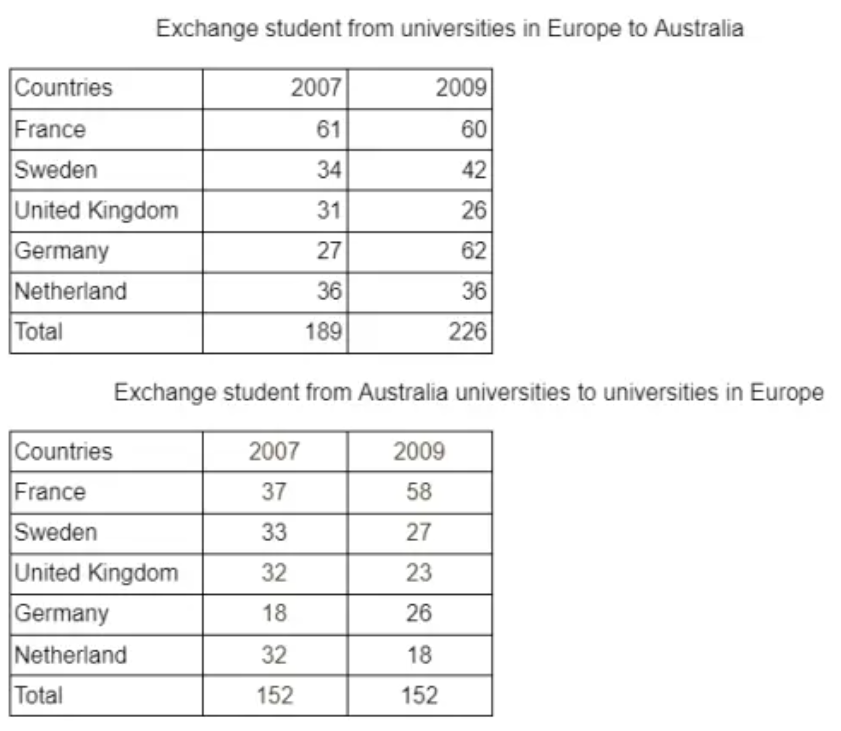 Exchange student from universities in Europe to Australia
Countries 2007 2009
France 61 60
Sweden 34 42
United Kingdom 31 26
Germany 27 62
Netherland 36 36
Total 189 226
Exchange student from Australia universities to universities in Europe
Countries 2007 2009
France 37 58
Sweden 33 27
United Kingdom 32 23
Germany 18 26
Netherland 32 18
Total 152 152